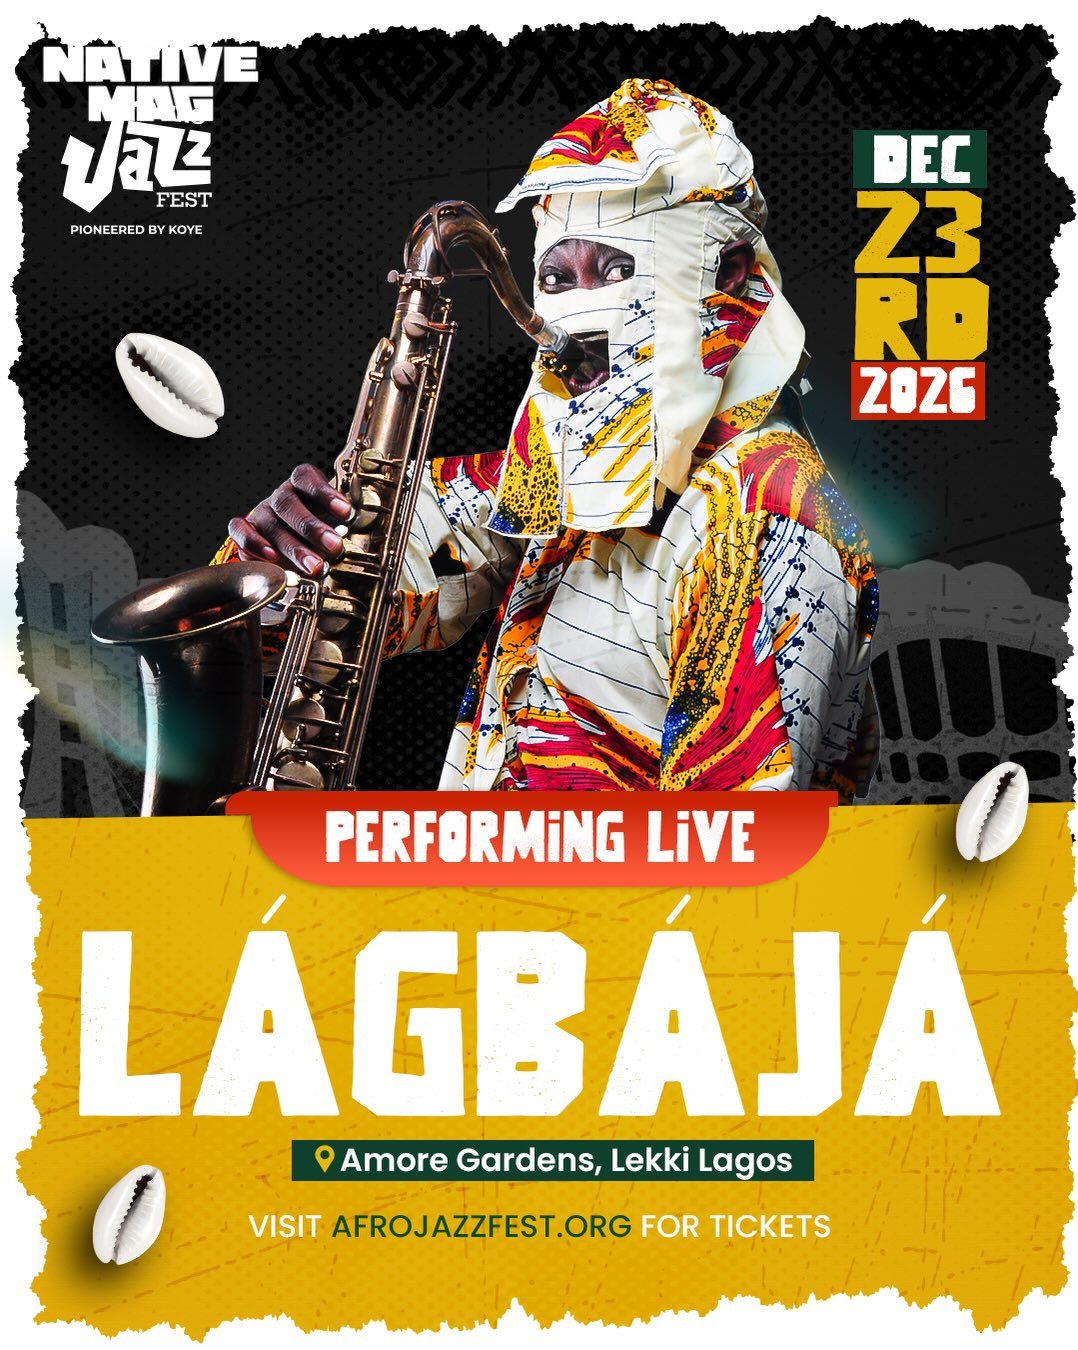 NATIVE
MAG
Jazz
FEST
PIONEERED BY KOYE
DEC
23
RD
2026
PERFORMiNG LiVE
LÁGBÁJÁ
Amore Gardens, Lekki Lagos
VISIT AFROJAZZFEST.ORG FOR TICKETS